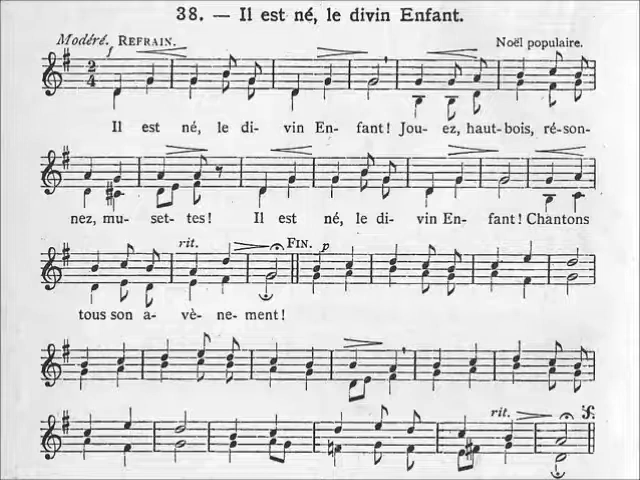 38. — Il est né, le divin Enfant.
Modéré. REFRAIN. Noël populaire.
f
2
4
Il est né, le di- vin En- fant! Jou- ez, haut-bois, ré-son-
nez, mu- set- tes! Il est né, le di- vin En- fant! Chantons
rit. FIN. p
tous son a- vè- ne- ment!
rit.